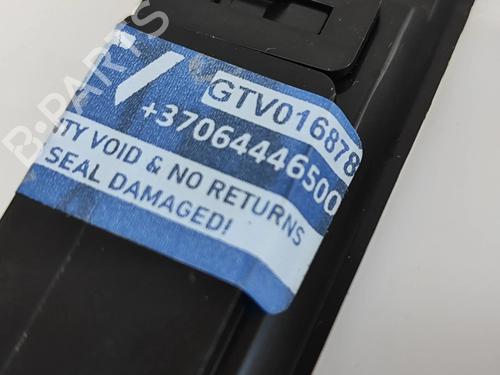 GTV016878
+37064446500
TY VOID & NO RETURNS
SEAL DAMAGED!
B-PARTS